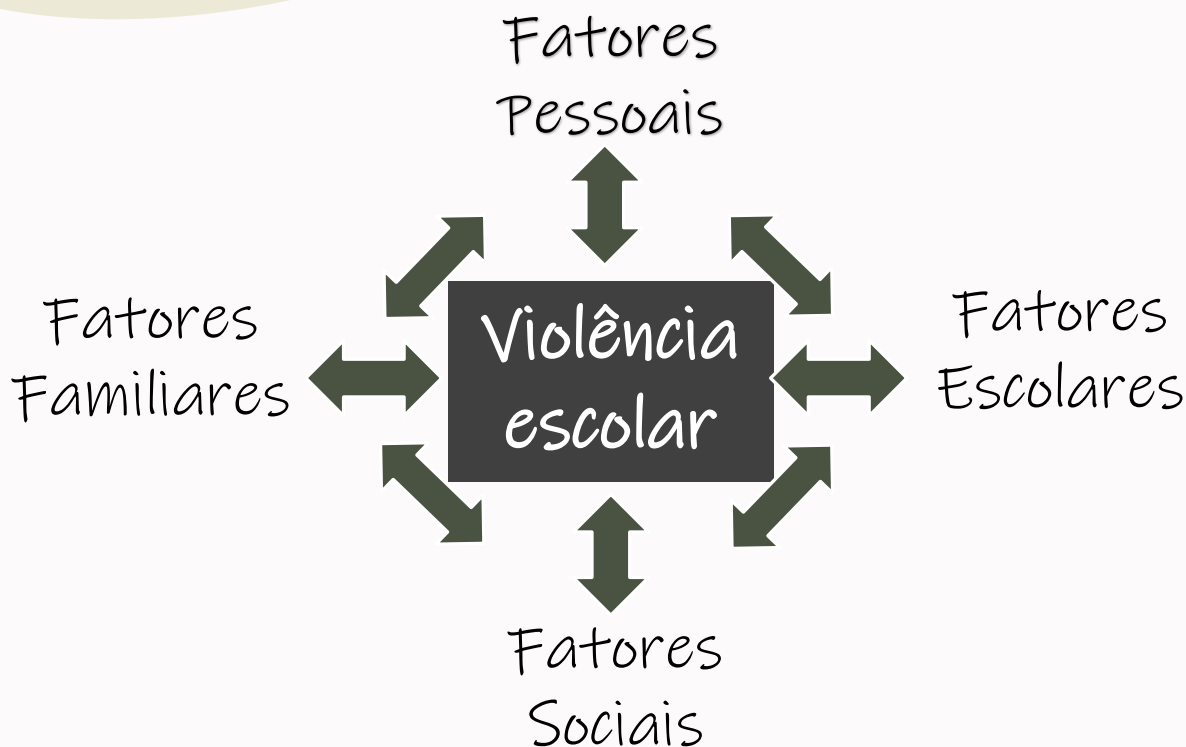 Fatores
Pessoais
Fatores
Familiares
Violência
escolar
Fatores
Escolares
Fatores
Sociais